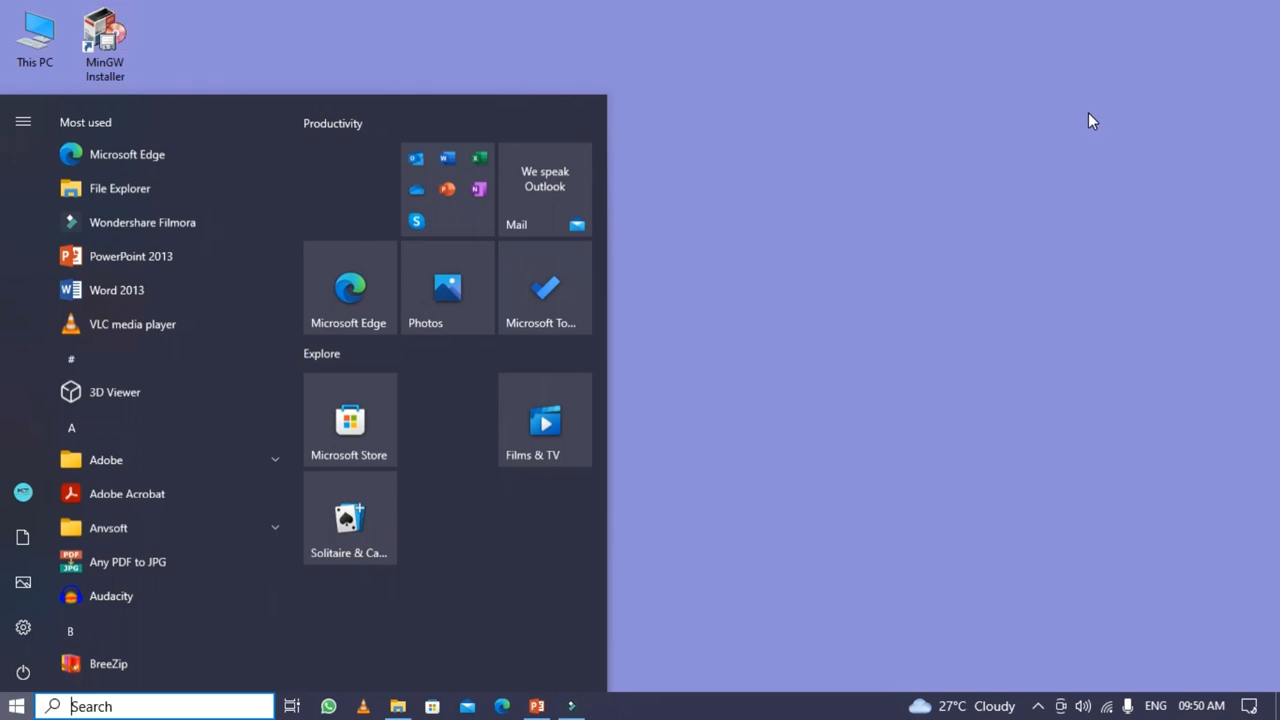 This PC
MinGW
Installer
Most used
Microsoft Edge
File Explorer
Wondershare Filmora
PowerPoint 2013
Word 2013
VLC media player
#
3D Viewer
A
Adobe
Adobe Acrobat
Anvsoft
PDF
JPG
Any PDF to JPG
Audacity
B
BreeZip
Productivity
We speak
Outlook
Mail
Microsoft Edge
Photos
Microsoft To...
Explore
Microsoft Store
Films & TV
Solitaire & Ca...
Search
27°C Cloudy
ENG
09:50 AM